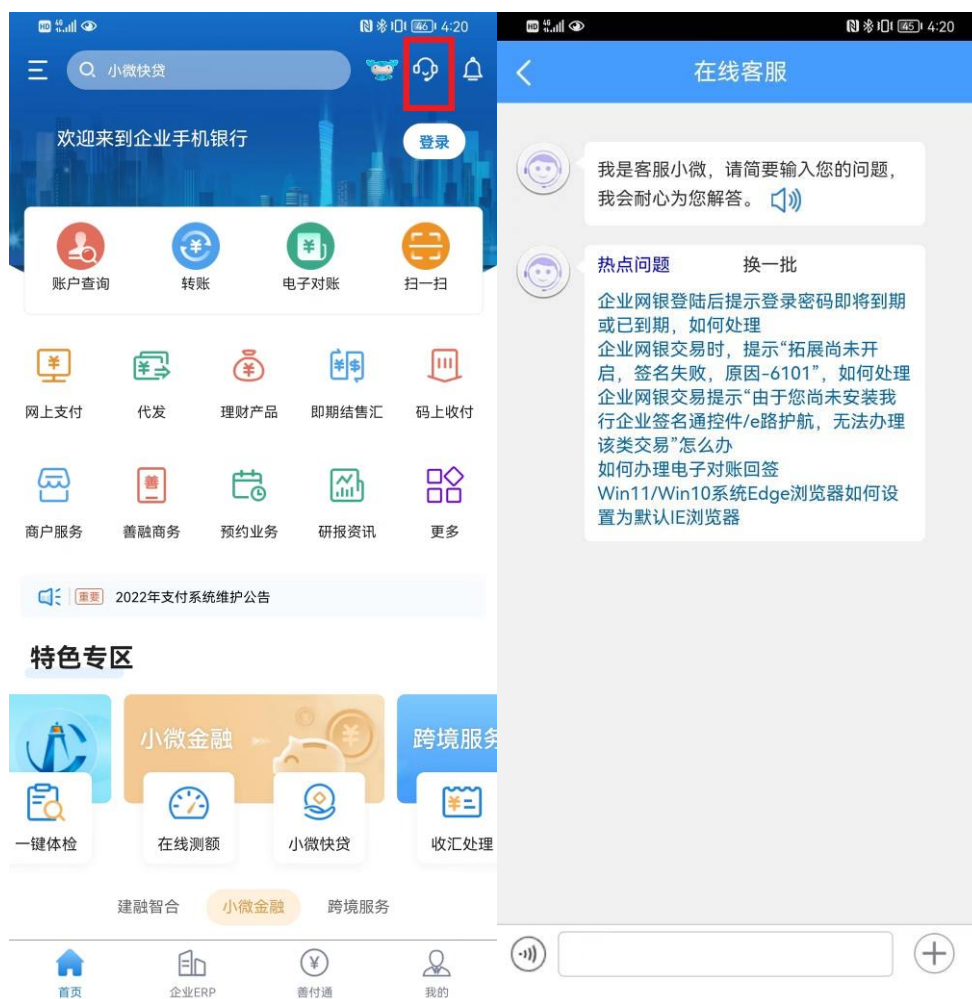 HD 4G 46 4:20
小微快贷
欢迎来到企业手机银行
登录
账户查询 转账 电子对账 扫一扫
网上支付 代发 理财产品 即期结售汇 码上收付
商户服务 善融商务 预约业务 研报资讯 更多
重要 2022年支付系统维护公告
特色专区
小微金融 跨境服务
一键体检 在线测额 小微快贷 收汇处理
建融智合 小微金融 跨境服务
首页 企业ERP 善付通 我的
HD 4G 45 4:20
在线客服
我是客服小微，请简要输入您的问题，
我会耐心为您解答。
热点问题 换一批
企业网银登陆后提示登录密码即将到期
或已到期，如何处理
企业网银交易时，提示“拓展尚未开
启，签名失败，原因-6101”，如何处理
企业网银交易提示“由于您尚未安装我
行企业签名通控件/e路护航，无法办理
该类交易”怎么办
如何办理电子对账回签
Win11/Win10系统Edge浏览器如何设
置为默认IE浏览器